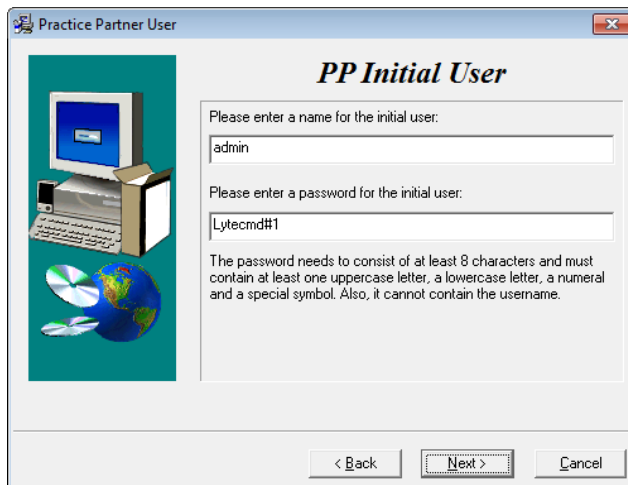 Practice Partner User
PP Initial User
Please enter a name for the initial user:
admin
Please enter a password for the initial user:
Lytecmd#1
The password needs to consist of at least 8 characters and must
contain at least one uppercase letter, a lowercase letter, a numeral
and a special symbol. Also, it cannot contain the username.
< Back
Next >
Cancel